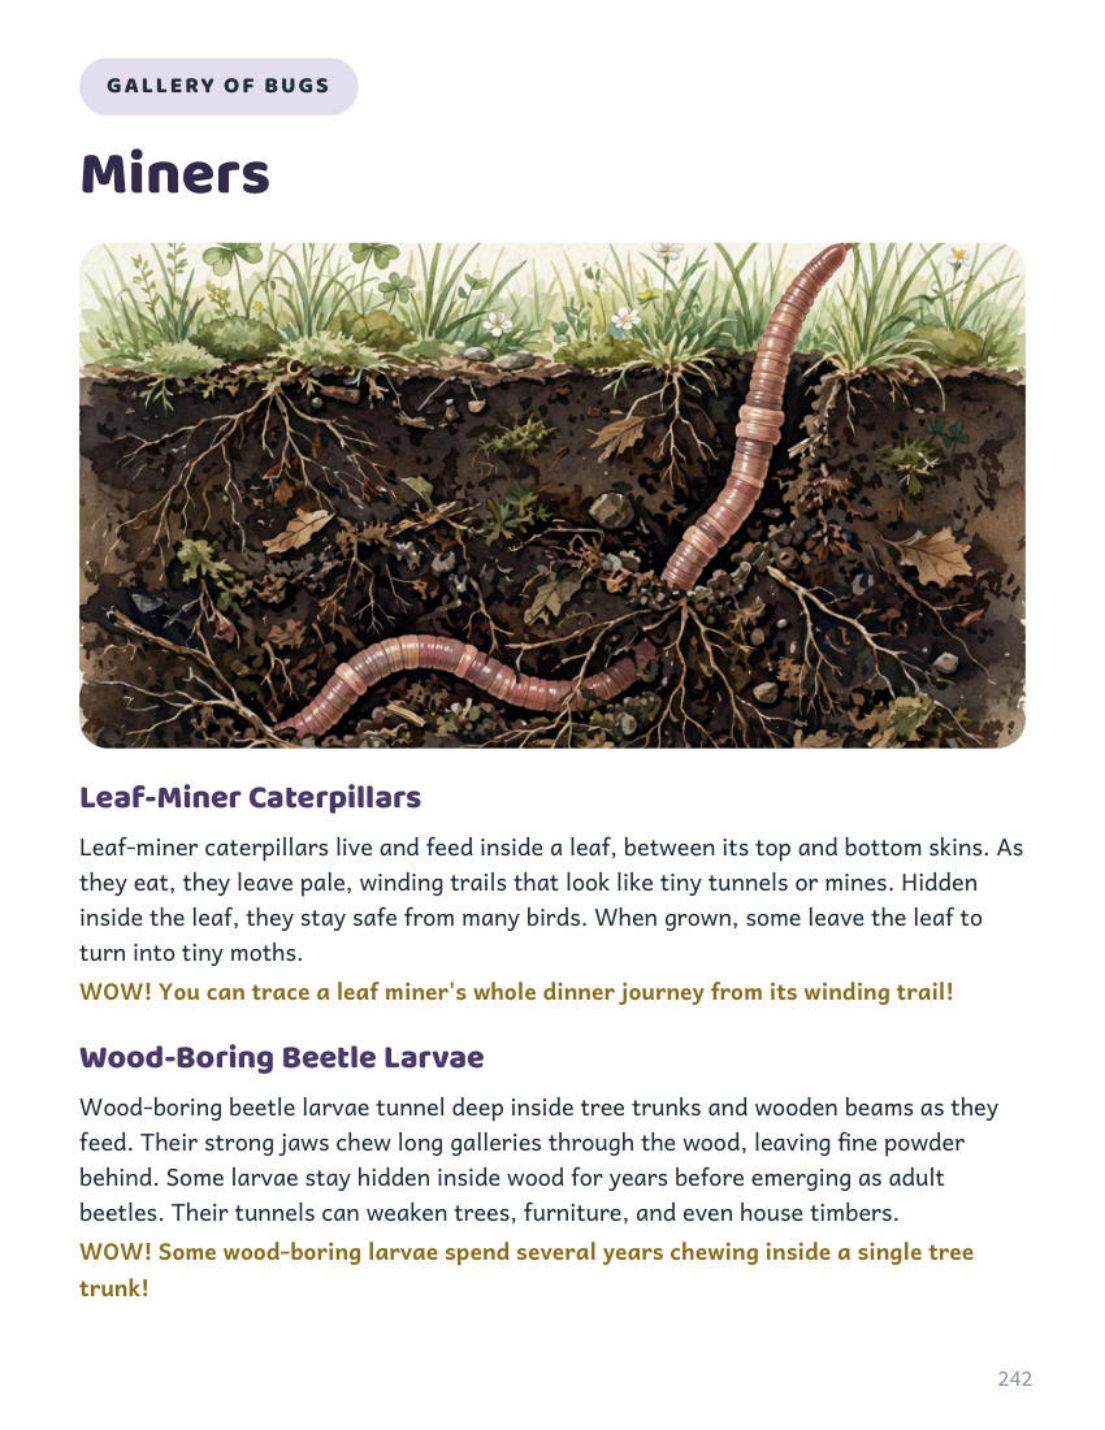 GALLERY OF BUGS
Miners
Leaf-Miner Caterpillars
Leaf-miner caterpillars live and feed inside a leaf, between its top and bottom skins. As
they eat, they leave pale, winding trails that look like tiny tunnels or mines. Hidden
inside the leaf, they stay safe from many birds. When grown, some leave the leaf to
turn into tiny moths.
WOW! You can trace a leaf miner's whole dinner journey from its winding trail!
Wood-Boring Beetle Larvae
Wood-boring beetle larvae tunnel deep inside tree trunks and wooden beams as they
feed. Their strong jaws chew long galleries through the wood, leaving fine powder
behind. Some larvae stay hidden inside wood for years before emerging as adult
beetles. Their tunnels can weaken trees, furniture, and even house timbers.
WOW! Some wood-boring larvae spend several years chewing inside a single tree
trunk!
242